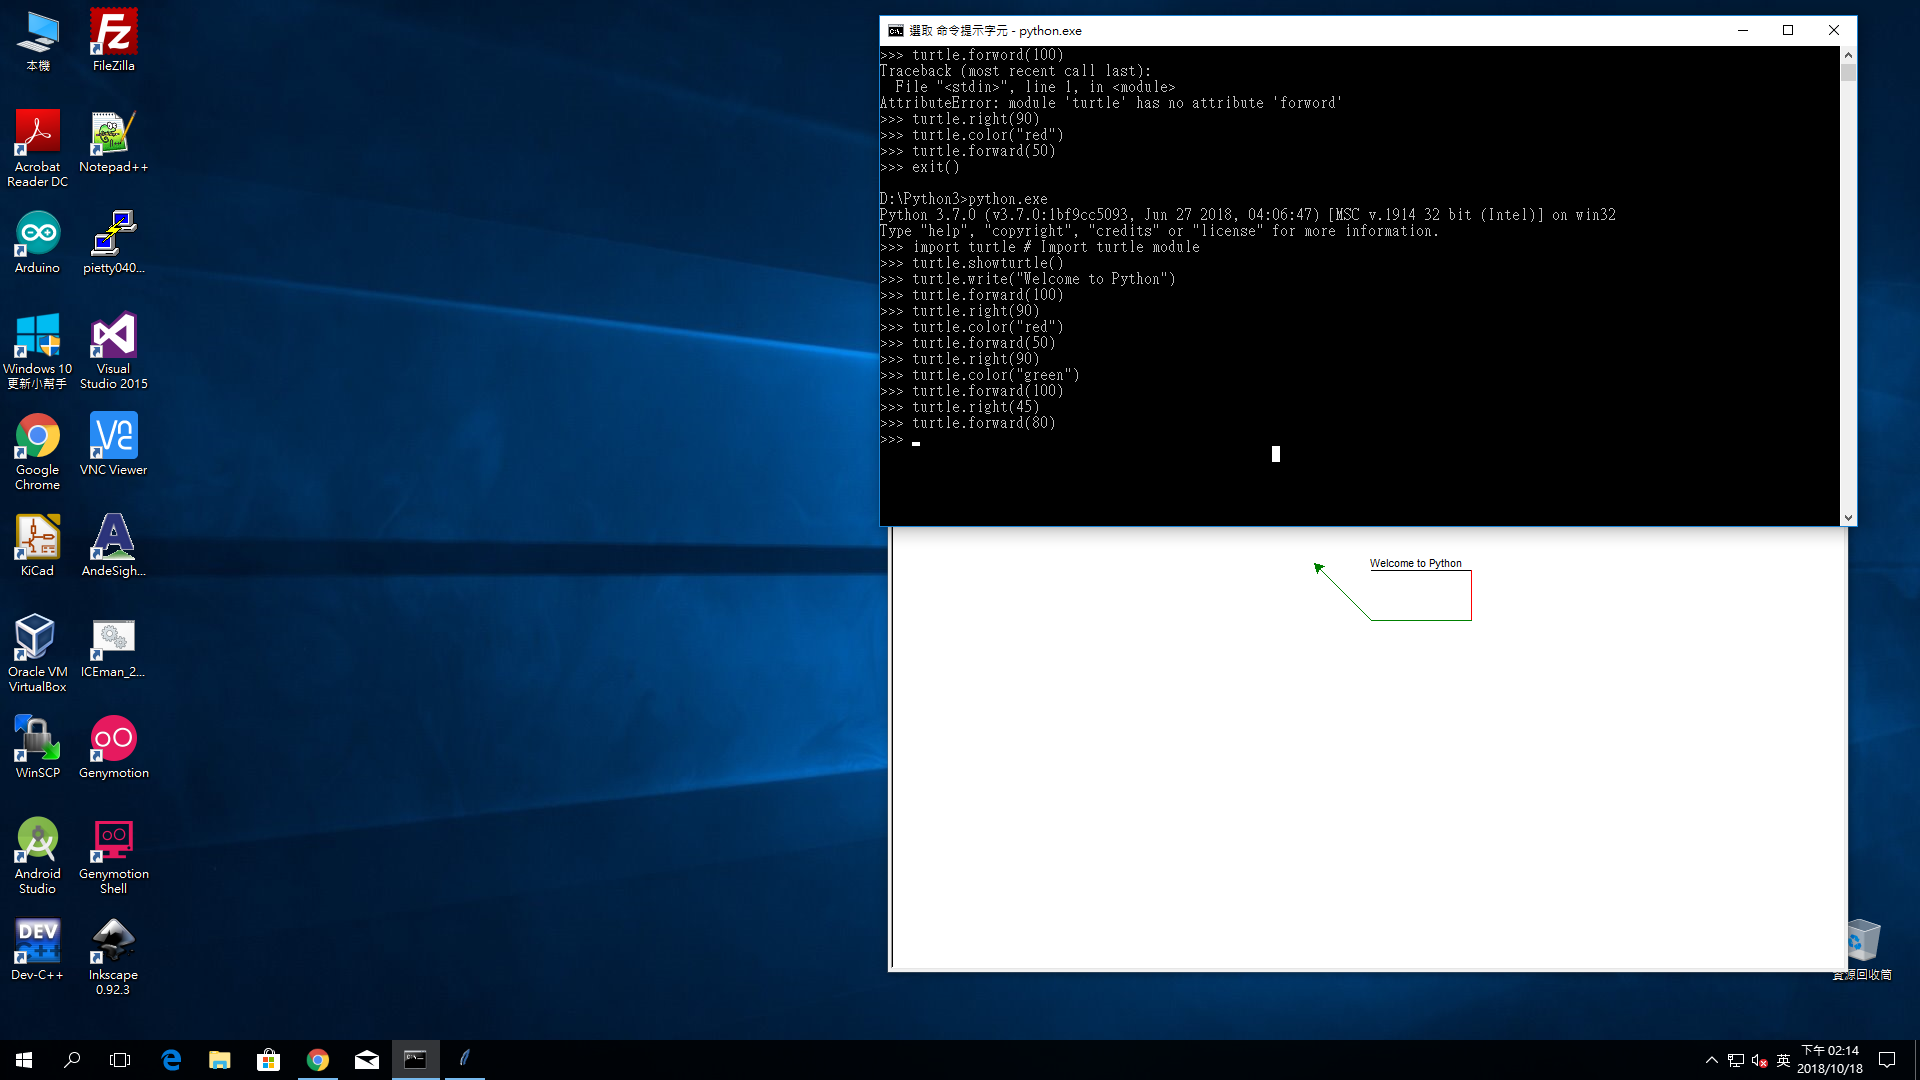 本機
FileZilla
Acrobat
Reader DC
Notepad++
Arduino
pietty040...
Windows 10
更新小幫手
Visual
Studio 2015
Google
Chrome
VNC Viewer
KiCad
AndeSigh...
Oracle VM
VirtualBox
ICEman_2...
WinSCP
Genymotion
Android
Studio
Genymotion
Shell
DEV
C++
Dev-C++
Inkscape
0.92.3
選取 命令提示字元 - python.exe
>>> turtle.forword(100)
Traceback (most recent call last):
  File "<stdin>", line 1, in <module>
AttributeError: module 'turtle' has no attribute 'forword'
>>> turtle.right(90)
>>> turtle.color("red")
>>> turtle.forward(50)
>>> exit()
D:\Python3>python.exe
Python 3.7.0 (v3.7.0:1bf9cc5093, Jun 27 2018, 04:06:47) [MSC v.1914 32 bit (Intel)] on win32
Type "help", "copyright", "credits" or "license" for more information.
>>> import turtle # Import turtle module
>>> turtle.showturtle()
>>> turtle.write("Welcome to Python")
>>> turtle.forward(100)
>>> turtle.right(90)
>>> turtle.color("red")
>>> turtle.forward(50)
>>> turtle.right(90)
>>> turtle.color("green")
>>> turtle.forward(100)
>>> turtle.right(45)
>>> turtle.forward(80)
>>>
Welcome to Python
資源回收筒
英
下午 02:14
2018/10/18